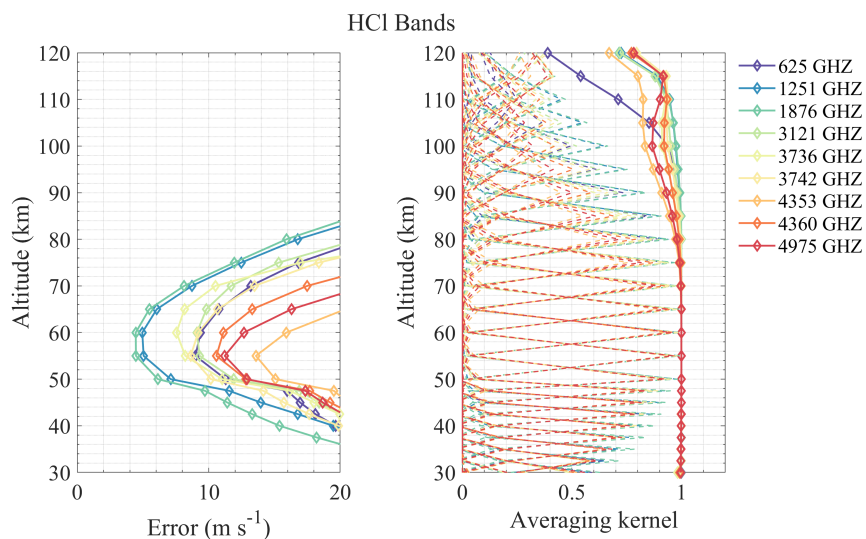 HCl Bands
120
110
100
90
80
70
60
50
40
30
Altitude (km)
0
10
20
Error (m s⁻¹)
120
110
100
90
80
70
60
50
40
30
Altitude (km)
0
0.5
1
Averaging kernel
625 GHZ
1251 GHZ
1876 GHZ
3121 GHZ
3736 GHZ
3742 GHZ
4353 GHZ
4360 GHZ
4975 GHZ